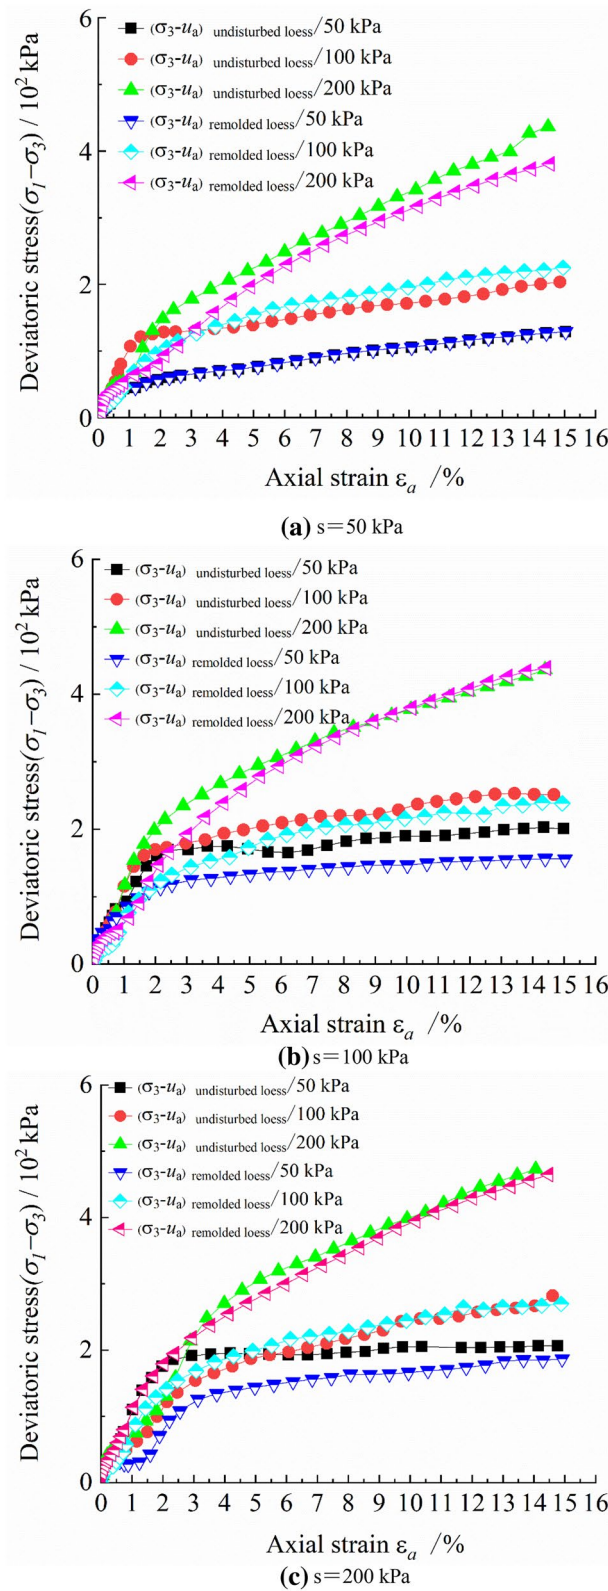 6
(σ₃-uₐ) undisturbed loess/50 kPa
(σ₃-uₐ) undisturbed loess/100 kPa
(σ₃-uₐ) undisturbed loess/200 kPa
(σ₃-uₐ) remolded loess/50 kPa
(σ₃-uₐ) remolded loess/100 kPa
(σ₃-uₐ) remolded loess/200 kPa
4
2
0
Deviatoric stress(σ₁–σ₃) / 10² kPa
0 1 2 3 4 5 6 7 8 9 10 11 12 13 14 15 16
Axial strain εₐ /%
(a) s=50 kPa
6
(σ₃-uₐ) undisturbed loess/50 kPa
(σ₃-uₐ) undisturbed loess/100 kPa
(σ₃-uₐ) undisturbed loess/200 kPa
(σ₃-uₐ) remolded loess/50 kPa
(σ₃-uₐ) remolded loess/100 kPa
(σ₃-uₐ) remolded loess/200 kPa
4
2
0
Deviatoric stress(σ₁–σ₃) / 10² kPa
0 1 2 3 4 5 6 7 8 9 10 11 12 13 14 15 16
Axial strain εₐ /%
(b) s=100 kPa
6
(σ₃-uₐ) undisturbed loess/50 kPa
(σ₃-uₐ) undisturbed loess/100 kPa
(σ₃-uₐ) undisturbed loess/200 kPa
(σ₃-uₐ) remolded loess/50 kPa
(σ₃-uₐ) remolded loess/100 kPa
(σ₃-uₐ) remolded loess/200 kPa
4
2
0
Deviatoric stress(σ₁–σ₃) / 10² kPa
0 1 2 3 4 5 6 7 8 9 10 11 12 13 14 15 16
Axial strain εₐ /%
(c) s=200 kPa